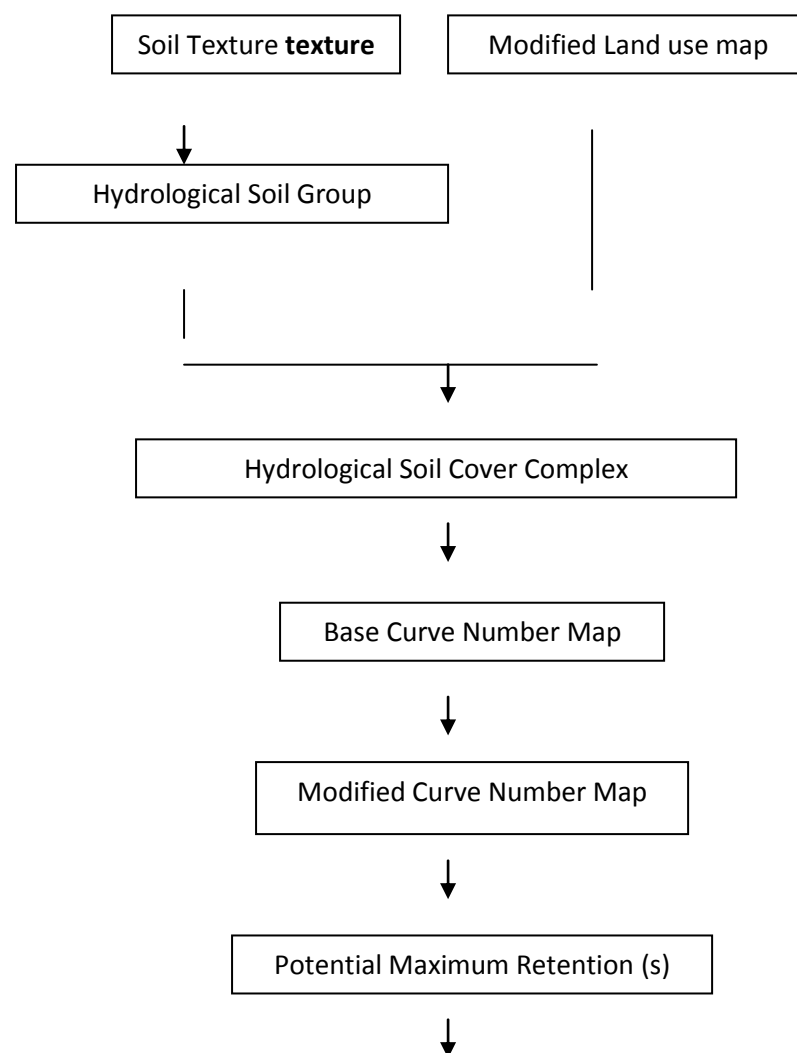 Soil Texture texture
Modified Land use map
Hydrological Soil Group
Hydrological Soil Cover Complex
Base Curve Number Map
Modified Curve Number Map
Potential Maximum Retention (s)